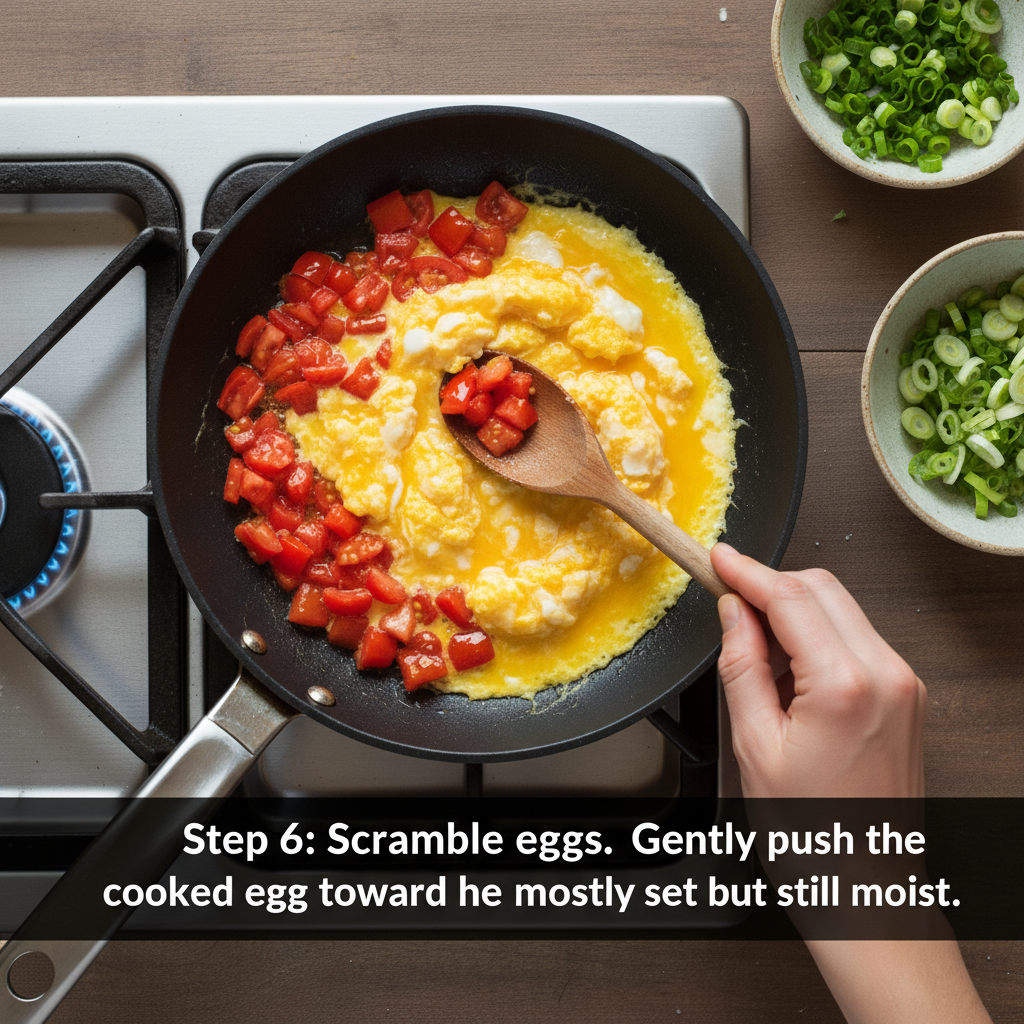 Step 6: Scramble eggs. Gently push the
cooked egg toward he mostly set but still moist.